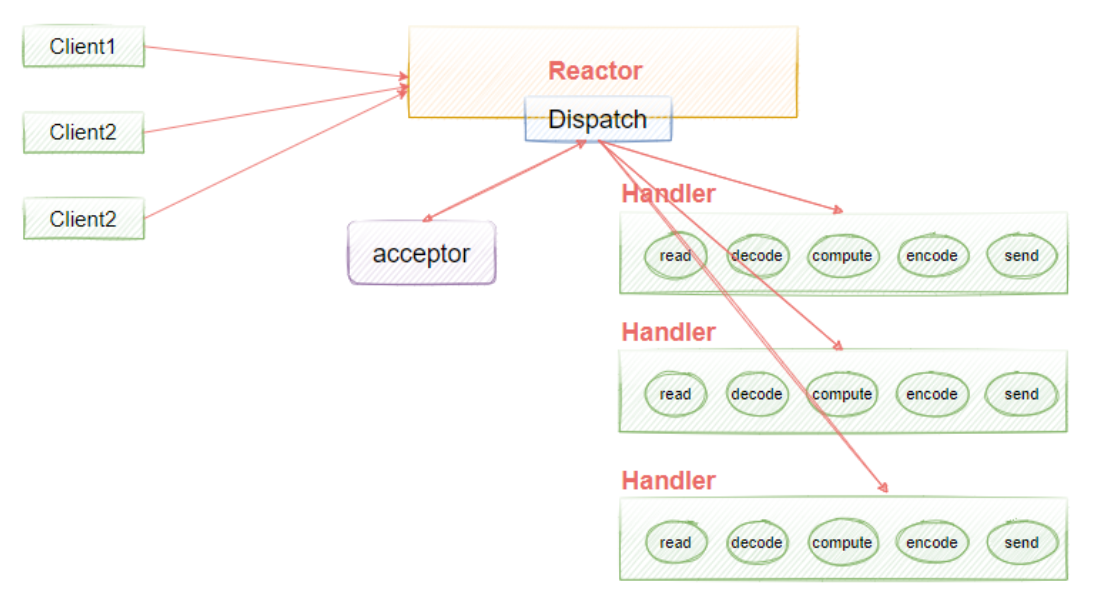 Client1
Client2
Client2
Reactor
Dispatch
acceptor
Handler
read decode compute encode send
Handler
read decode compute encode send
Handler
read decode compute encode send